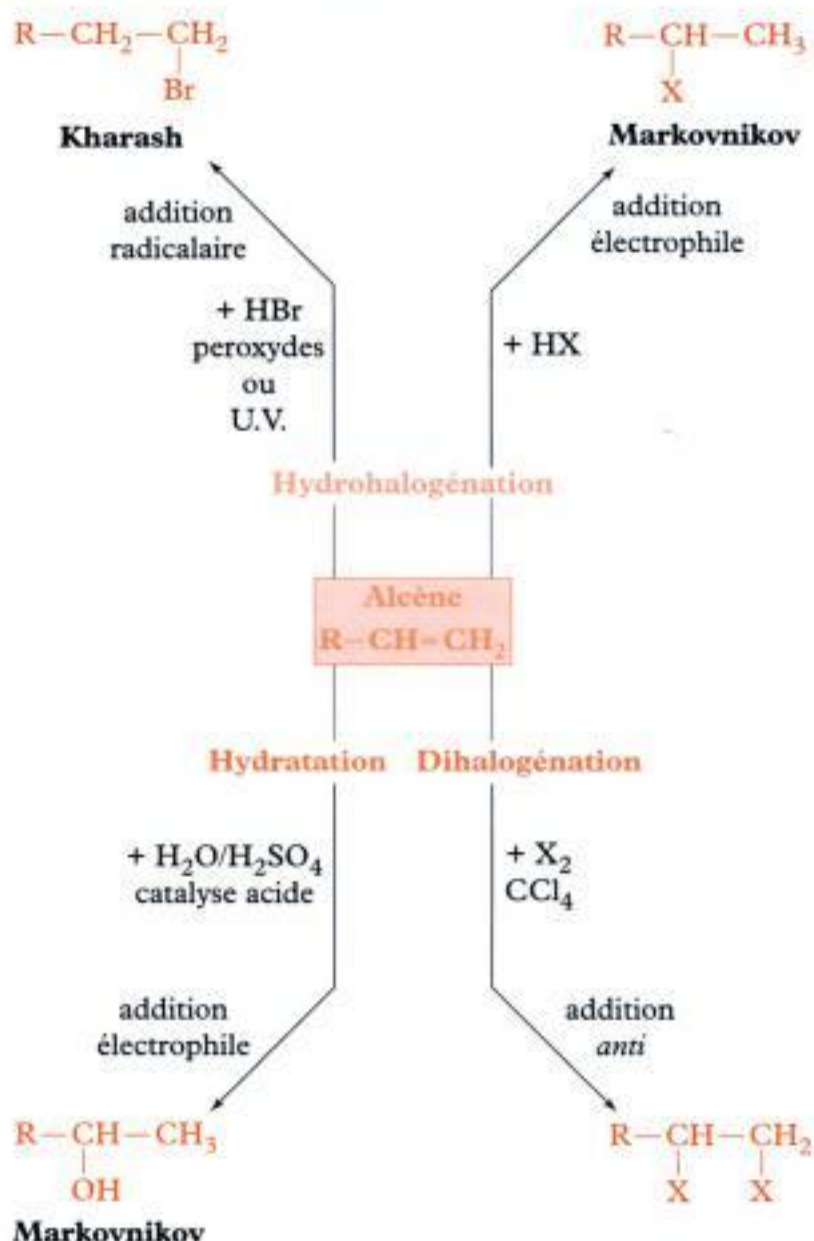 R–CH₂–CH₂
Br
Kharash
addition
radicalaire
+ HBr
peroxydes
ou
U.V.
R–CH–CH₃
X
Markovnikov
addition
électrophile
+ HX
Hydrohalogénation
Alcène
R–CH=CH₂
Hydratation
+ H₂O/H₂SO₄
catalyse acide
addition
électrophile
R–CH–CH₃
OH
Markovnikov
Dihalogénation
+ X₂
CCl₄
addition
anti
R–CH–CH₂
X X